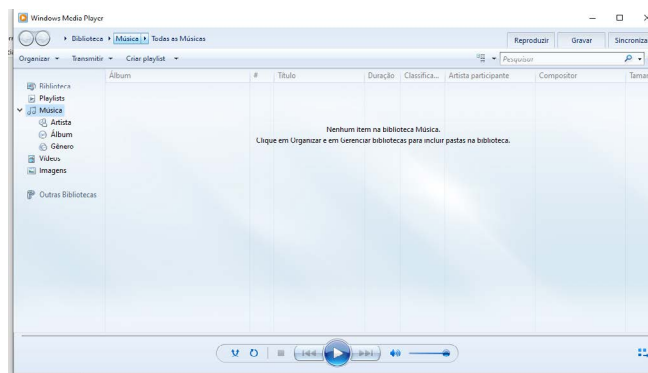 Windows Media Player
Biblioteca Música Todas as Músicas
Reproduzir Gravar Sincroniza
Organizar Transmitir Criar playlist
Pesquisar
Álbum # Título Duração Classifica... Artista participante Compositor Taman
Biblioteca
Playlists
Música
Artista
Álbum
Gênero
Vídeos
Imagens
Outras Bibliotecas
Nenhum item na biblioteca Música.
Clique em Organizar e em Gerenciar bibliotecas para incluir pastas na biblioteca.